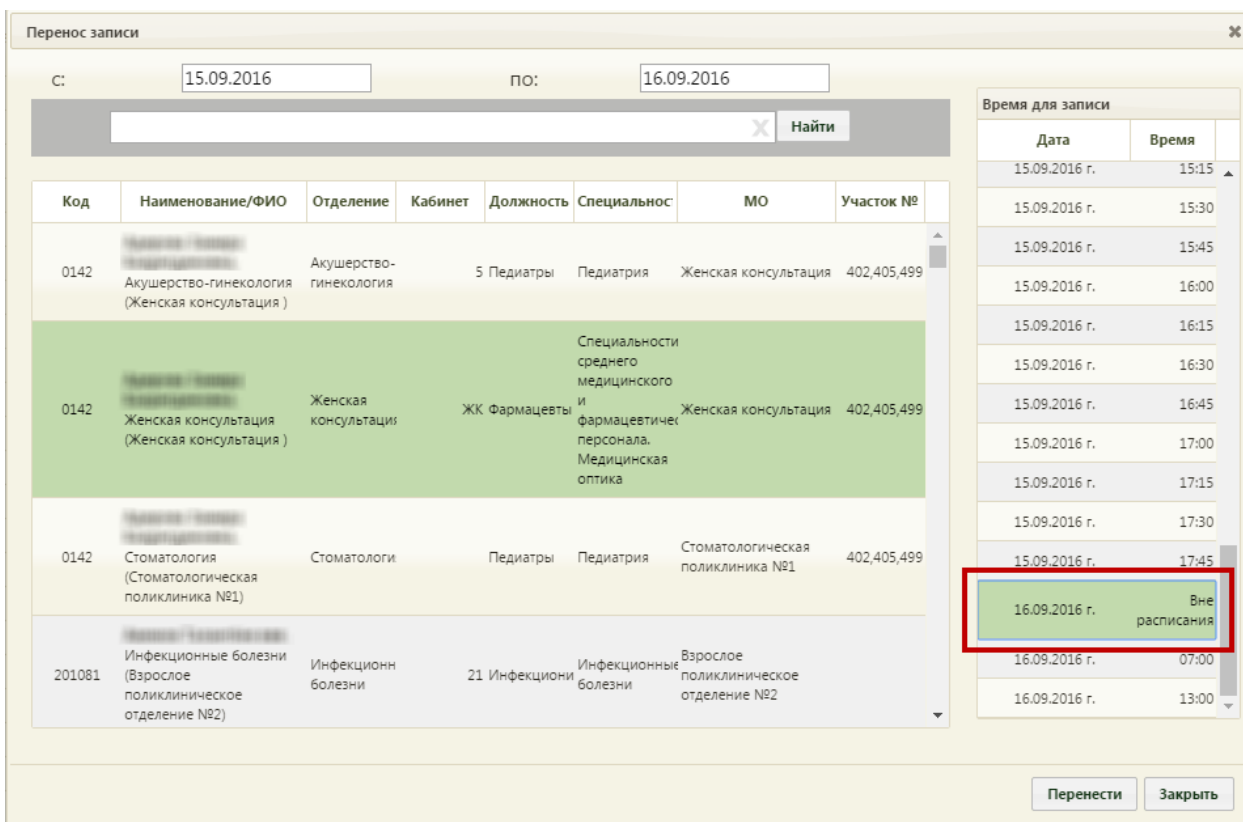 Перенос записи
с: 15.09.2016 по: 16.09.2016
Найти
Код Наименование/ФИО Отделение Кабинет Должность Специальнос МО Участок №
0142
Акушерство-гинекология
(Женская консультация )
Акушерство-
гинекология
5 Педиатры Педиатрия Женская консультация 402,405,499
0142
Женская консультация
(Женская консультация )
Женская
консультация
ЖК Фармацевты
Специальности
среднего
медицинского
и
фармацевтичес
персонала.
Медицинская
оптика
Женская консультация 402,405,499
0142
Стоматология
(Стоматологическая
поликлиника №1)
Стоматологи
Педиатры Педиатрия
Стоматологическая
поликлиника №1
402,405,499
201081
Инфекционные болезни
(Взрослое
поликлиническое
отделение №2)
Инфекционн
болезни
21 Инфекциони
Инфекционные
болезни
Взрослое
поликлиническое
отделение №2
Время для записи
Дата Время
15.09.2016 г. 15:15
15.09.2016 г. 15:30
15.09.2016 г. 15:45
15.09.2016 г. 16:00
15.09.2016 г. 16:15
15.09.2016 г. 16:30
15.09.2016 г. 16:45
15.09.2016 г. 17:00
15.09.2016 г. 17:15
15.09.2016 г. 17:30
15.09.2016 г. 17:45
16.09.2016 г. Вне
расписания
16.09.2016 г. 07:00
16.09.2016 г. 13:00
Перенести Закрыть